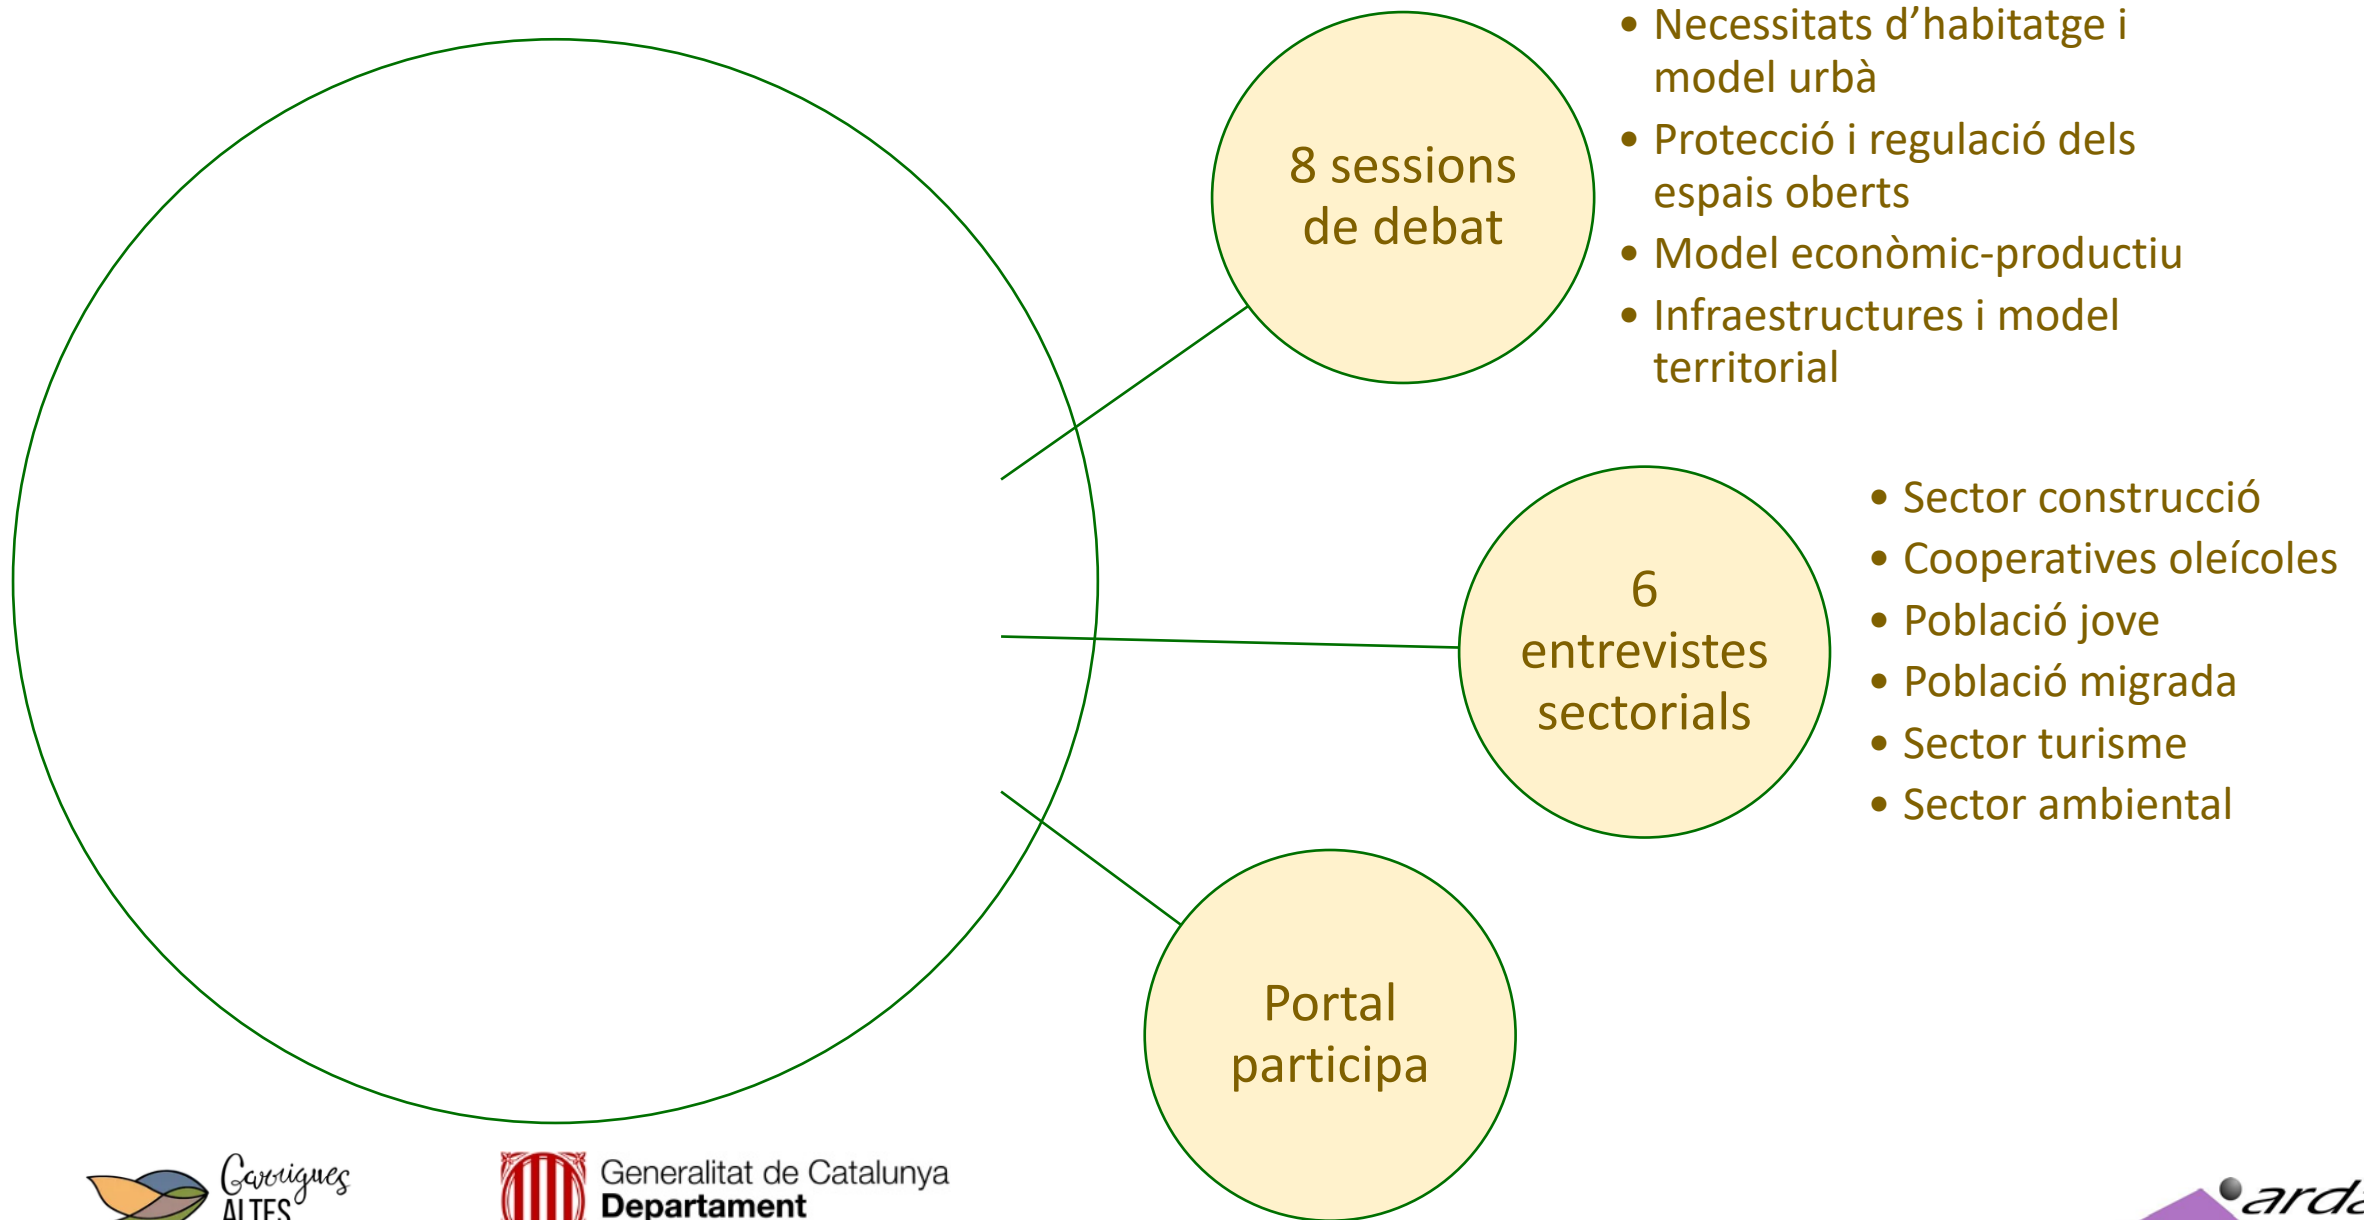 8 sessions
de debat
• Necessitats d’habitatge i
model urbà
• Protecció i regulació dels
espais oberts
• Model econòmic-productiu
• Infraestructures i model
territorial
6
entrevistes
sectorials
• Sector construcció
• Cooperatives oleícoles
• Població jove
• Població migrada
• Sector turisme
• Sector ambiental
Portal
participa
Garrigues
ALTES
Generalitat de Catalunya
Departament